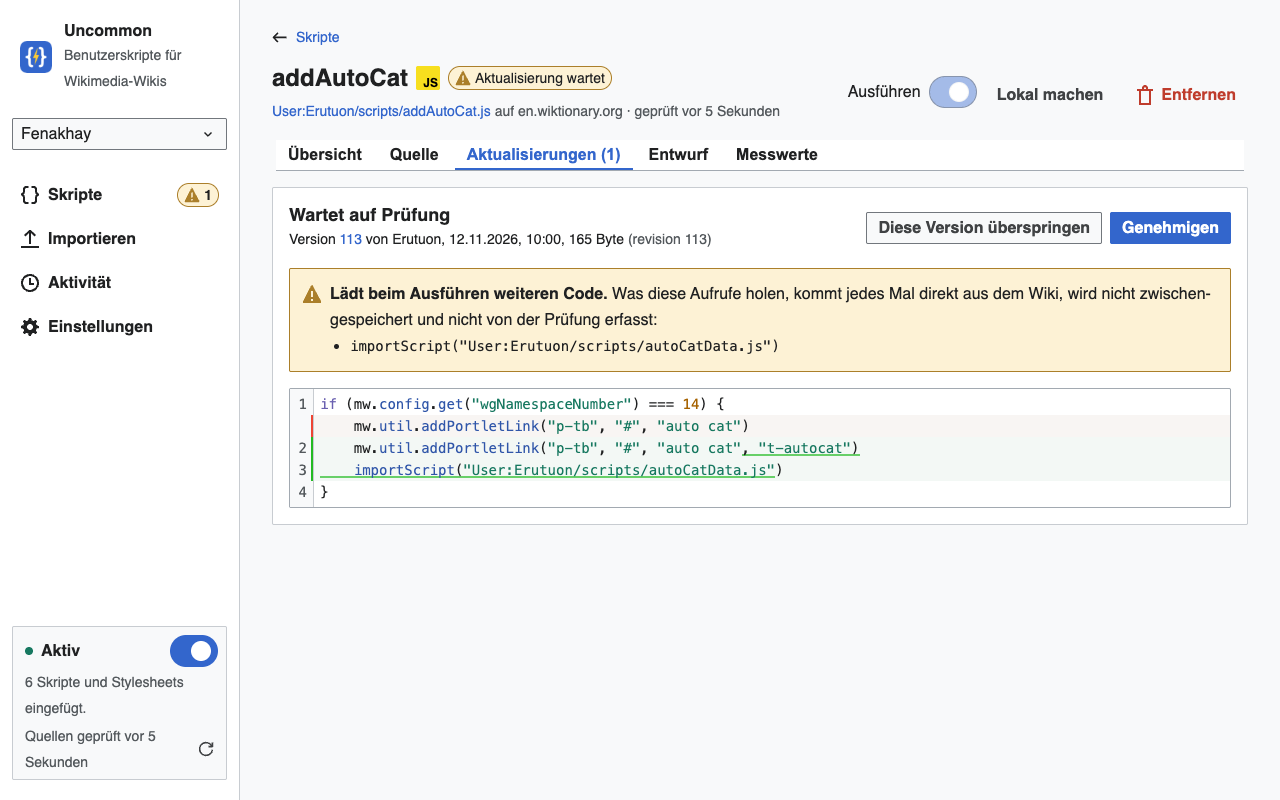 Uncommon
Benutzerskripte für
Wikimedia-Wikis
Fenakhay
Skripte
1
Importieren
Aktivität
Einstellungen
Aktiv
6 Skripte und Stylesheets
eingefügt.
Quellen geprüft vor 5
Sekunden
← Skripte
addAutoCat JS Aktualisierung wartet
User:Erutuon/scripts/addAutoCat.js auf en.wiktionary.org · geprüft vor 5 Sekunden
Ausführen
Lokal machen
Entfernen
Übersicht Quelle Aktualisierungen (1) Entwurf Messwerte
Wartet auf Prüfung
Version 113 von Erutuon, 12.11.2026, 10:00, 165 Byte (revision 113)
Diese Version überspringen
Genehmigen
Lädt beim Ausführen weiteren Code. Was diese Aufrufe holen, kommt jedes Mal direkt aus dem Wiki, wird nicht zwischen-
gespeichert und nicht von der Prüfung erfasst:
• importScript("User:Erutuon/scripts/autoCatData.js")
1 if (mw.config.get("wgNamespaceNumber") === 14) {
mw.util.addPortletLink("p-tb", "#", "auto cat")
2 mw.util.addPortletLink("p-tb", "#", "auto cat", "t-autocat")
3 importScript("User:Erutuon/scripts/autoCatData.js")
4 }